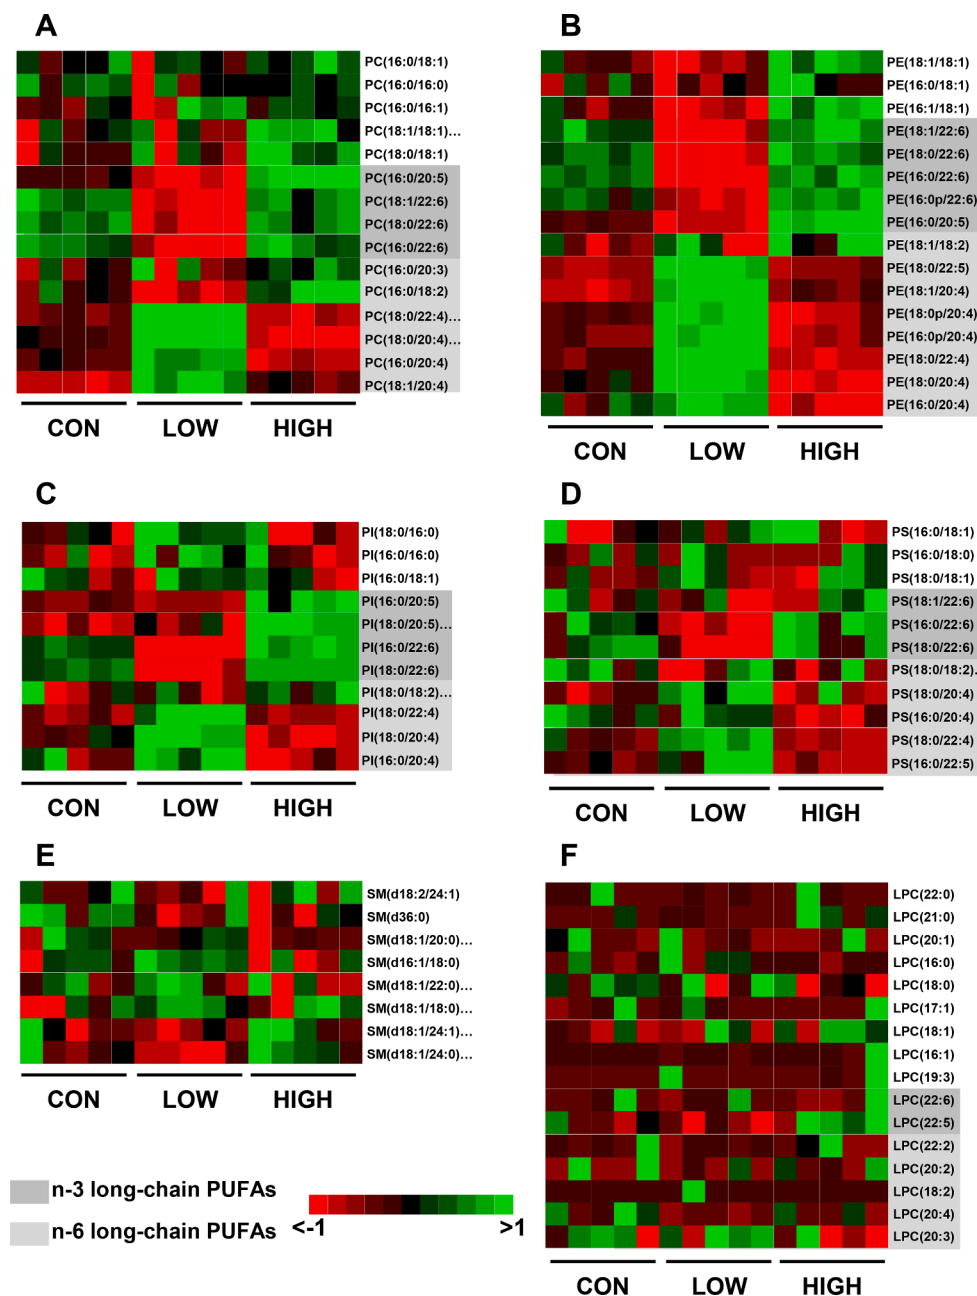 A
PC(16:0/18:1)
PC(16:0/16:0)
PC(16:0/16:1)
PC(18:1/18:1)...
PC(18:0/18:1)
PC(16:0/20:5)
PC(18:1/22:6)
PC(18:0/22:6)
PC(16:0/22:6)
PC(16:0/20:3)
PC(16:0/18:2)
PC(18:0/22:4)...
PC(18:0/20:4)...
PC(16:0/20:4)
PC(18:1/20:4)
CON LOW HIGH
B
PE(18:1/18:1)
PE(16:0/18:1)
PE(16:1/18:1)
PE(18:1/22:6)
PE(18:0/22:6)
PE(16:0/22:6)
PE(16:0p/22:6)
PE(16:0/20:5)
PE(18:1/18:2)
PE(18:0/22:5)
PE(18:1/20:4)
PE(18:0p/20:4)
PE(16:0p/20:4)
PE(18:0/22:4)
PE(18:0/20:4)
PE(16:0/20:4)
CON LOW HIGH
C
PI(18:0/16:0)
PI(16:0/16:0)
PI(16:0/18:1)
PI(16:0/20:5)
PI(18:0/20:5)...
PI(16:0/22:6)
PI(18:0/22:6)
PI(18:0/18:2)...
PI(18:0/22:4)
PI(18:0/20:4)
PI(16:0/20:4)
CON LOW HIGH
D
PS(16:0/18:1)
PS(16:0/18:0)
PS(18:0/18:1)
PS(18:1/22:6)
PS(16:0/22:6)
PS(18:0/22:6)
PS(18:0/18:2).
PS(18:0/20:4)
PS(16:0/20:4)
PS(18:0/22:4)
PS(16:0/22:5)
CON LOW HIGH
E
SM(d18:2/24:1)
SM(d36:0)
SM(d18:1/20:0)...
SM(d16:1/18:0)
SM(d18:1/22:0)...
SM(d18:1/18:0)...
SM(d18:1/24:1)...
SM(d18:1/24:0)...
CON LOW HIGH
F
LPC(22:0)
LPC(21:0)
LPC(20:1)
LPC(16:0)
LPC(18:0)
LPC(17:1)
LPC(18:1)
LPC(16:1)
LPC(19:3)
LPC(22:6)
LPC(22:5)
LPC(22:2)
LPC(20:2)
LPC(18:2)
LPC(20:4)
LPC(20:3)
CON LOW HIGH
n-3 long-chain PUFAs
n-6 long-chain PUFAs
<-1 >1